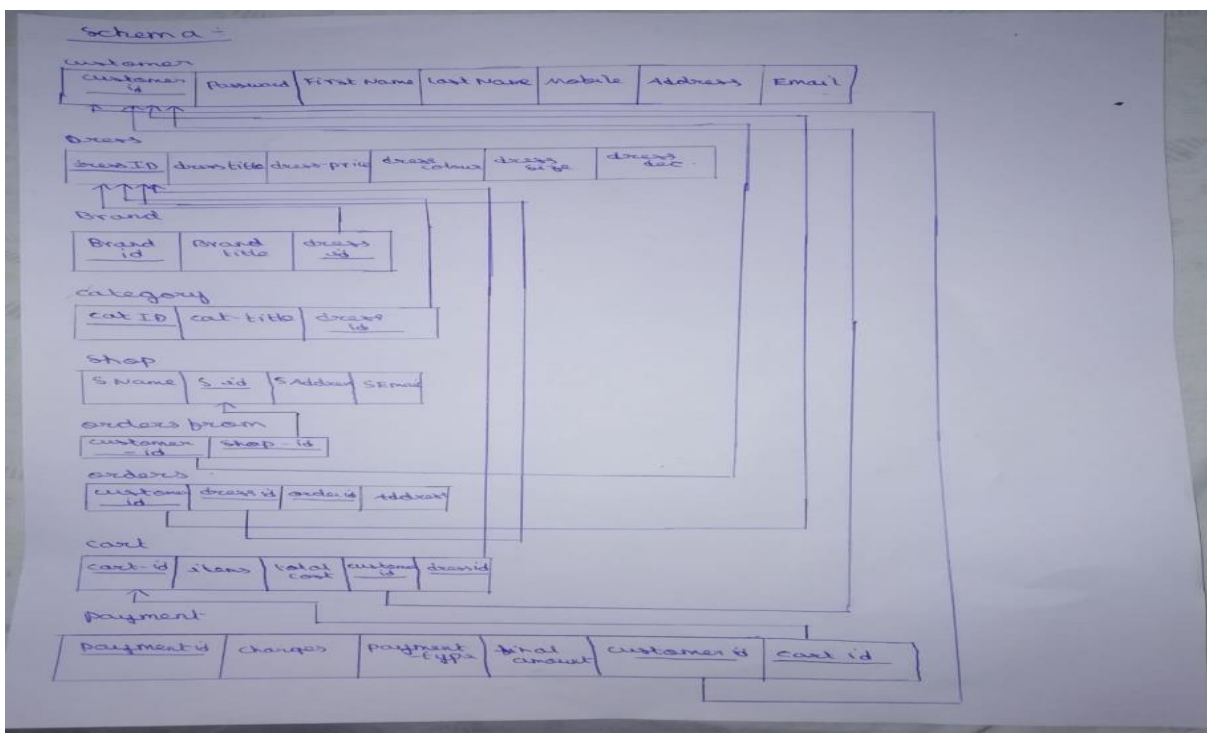 Schema :-
customer
customer id Password First Name Last Name Mobile Address Email
Dress
dress ID dress title dress-price dress colour dress size dress dec.
Brand
Brand id Brand title dress id
category
cat ID cat-title dress id
Shop
S Name S-id S Address S Email
orders from
customer-id shop-id
orders
customer id dress id order id Address
cart
cart-id items total cost customer id dress id
payment
payment id charges payment type final amount customer id cart id